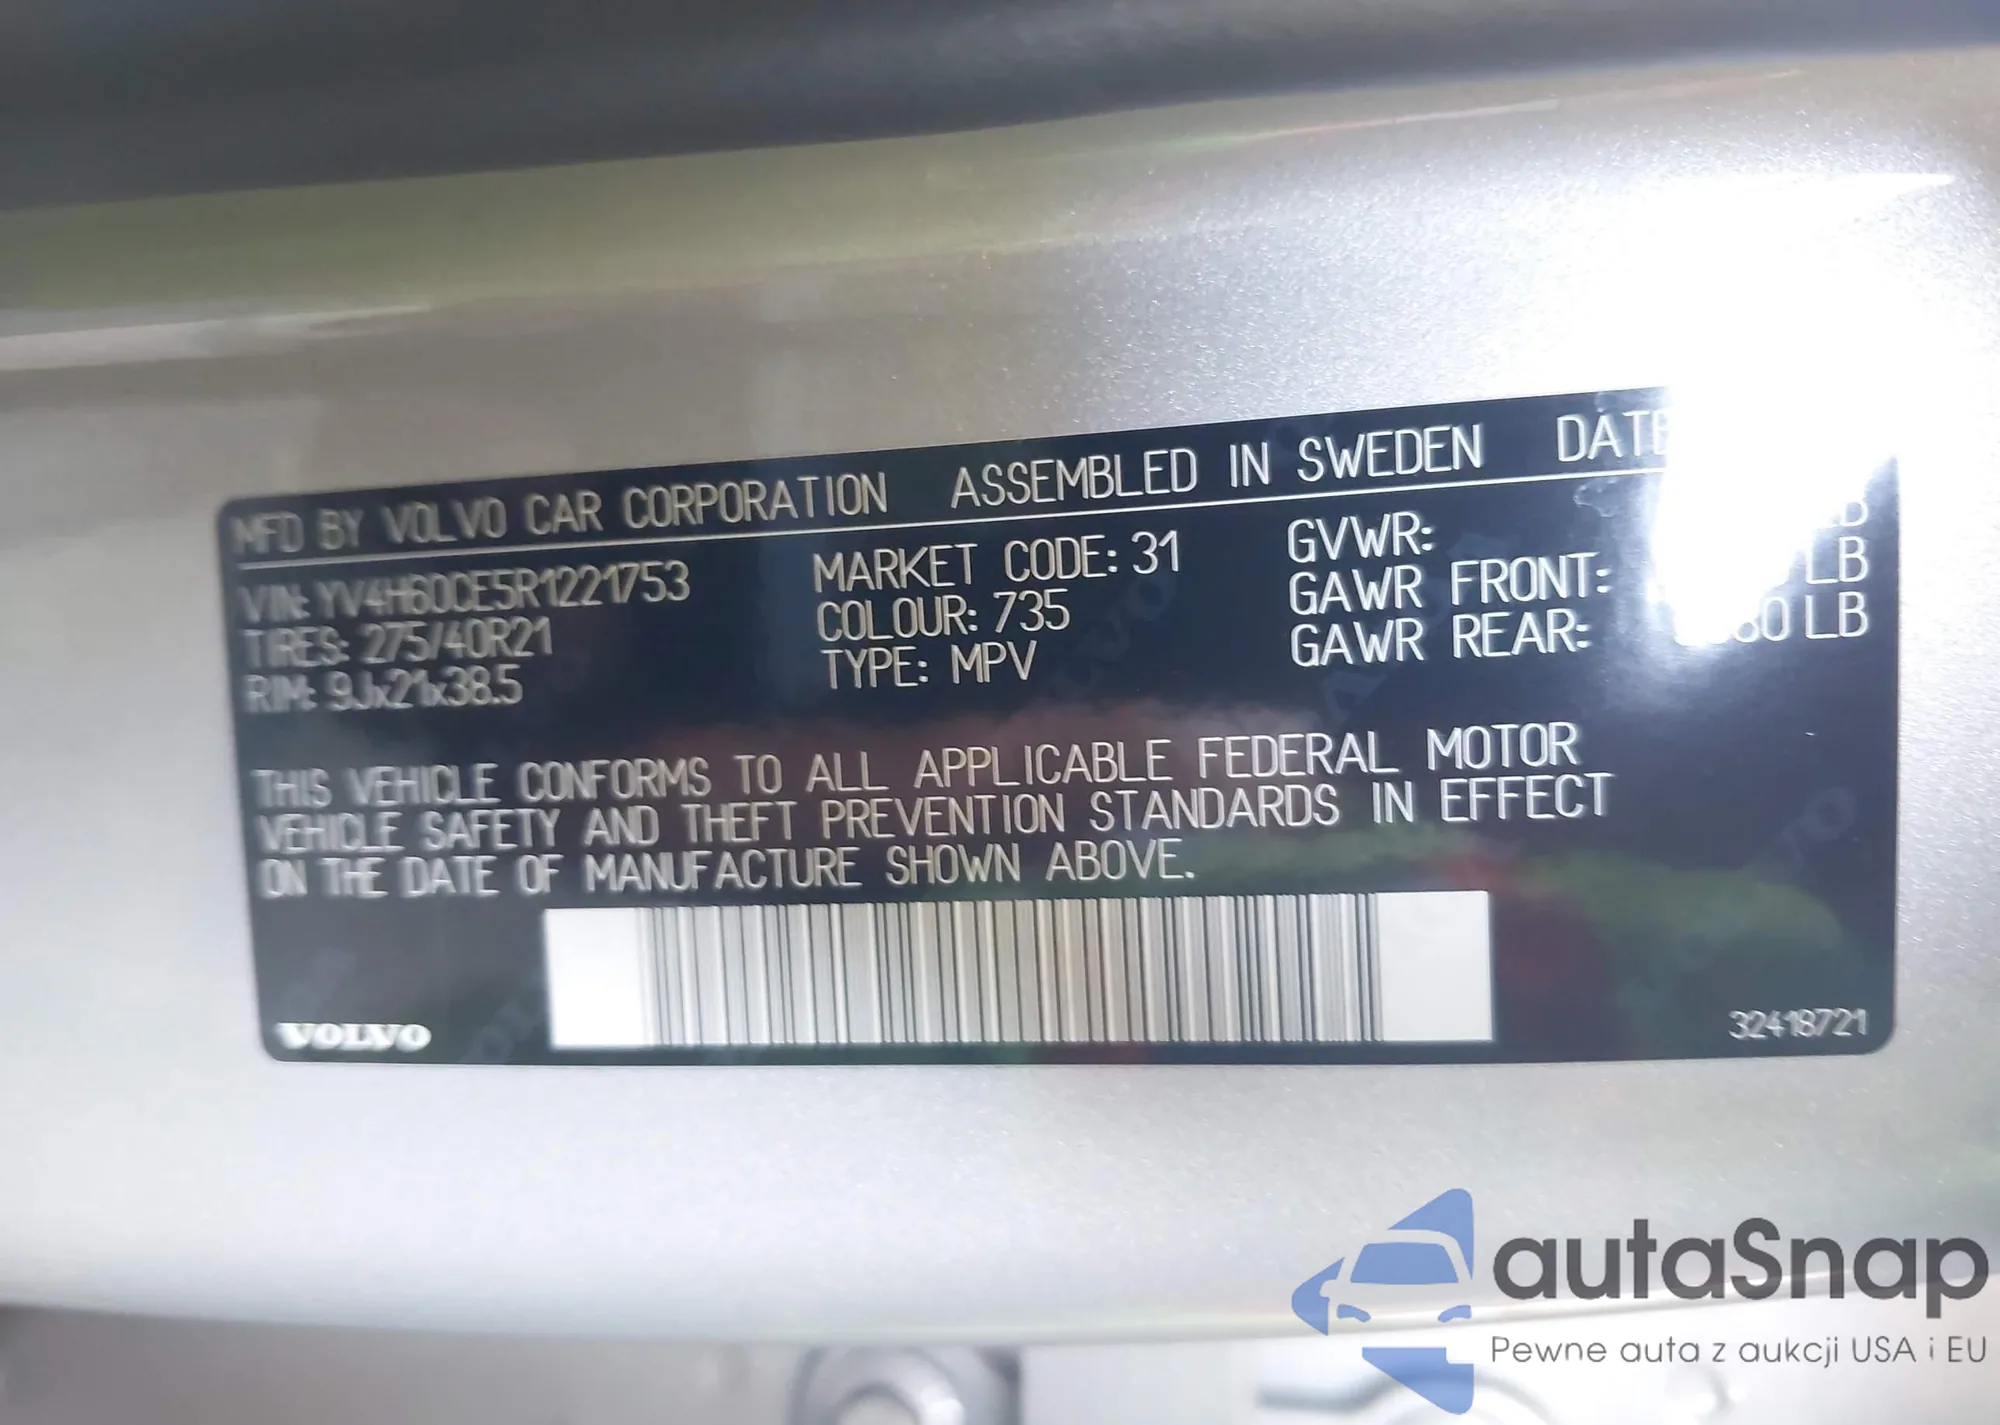 MFD BY VOLVO CAR CORPORATION ASSEMBLED IN SWEDEN DATE
VIN: YV4H60CE5R1221753 MARKET CODE: 31 GVWR: LB
TIRES: 275/40R21 COLOUR: 735 GAWR FRONT: LB
RIM: 9Jx21x38.5 TYPE: MPV GAWR REAR: LB
THIS VEHICLE CONFORMS TO ALL APPLICABLE FEDERAL MOTOR
VEHICLE SAFETY AND THEFT PREVENTION STANDARDS IN EFFECT
ON THE DATE OF MANUFACTURE SHOWN ABOVE.
VOLVO 32418721
autaSnap
Pewne auta z aukcji USA i EU